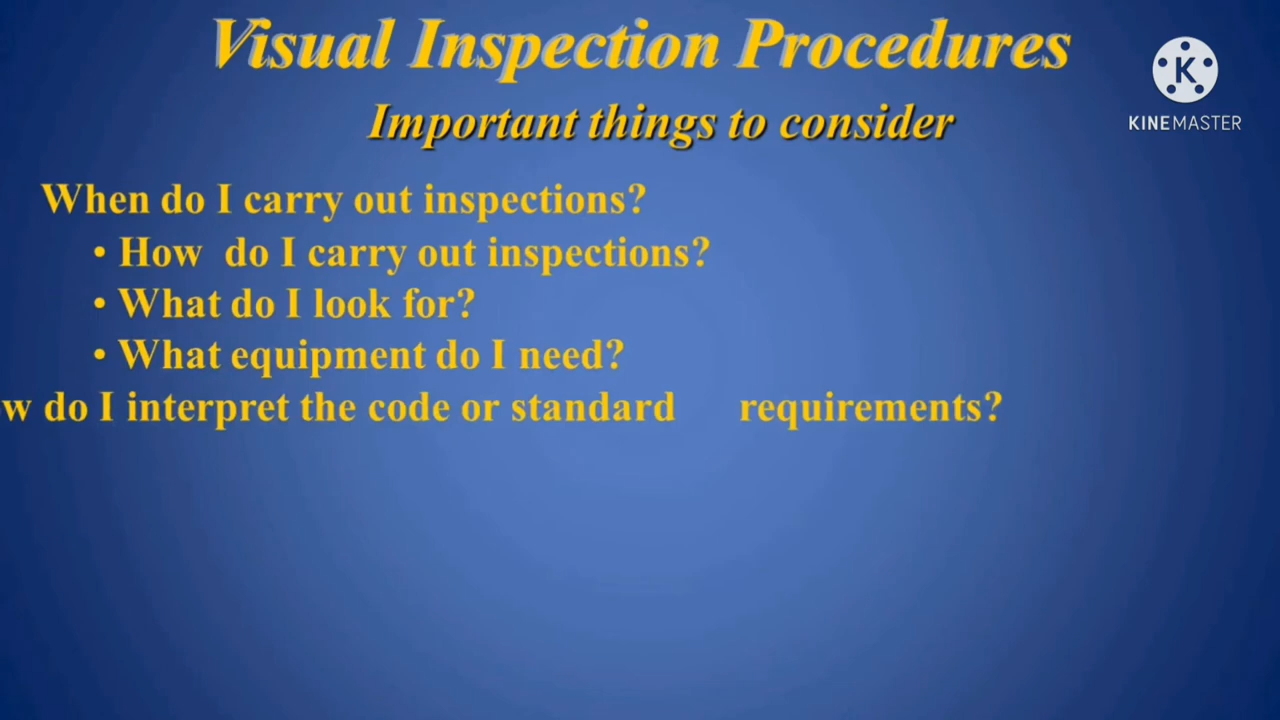 Visual Inspection Procedures
Important things to consider
KINEMASTER
When do I carry out inspections?
• How do I carry out inspections?
• What do I look for?
• What equipment do I need?
w do I interpret the code or standard requirements?